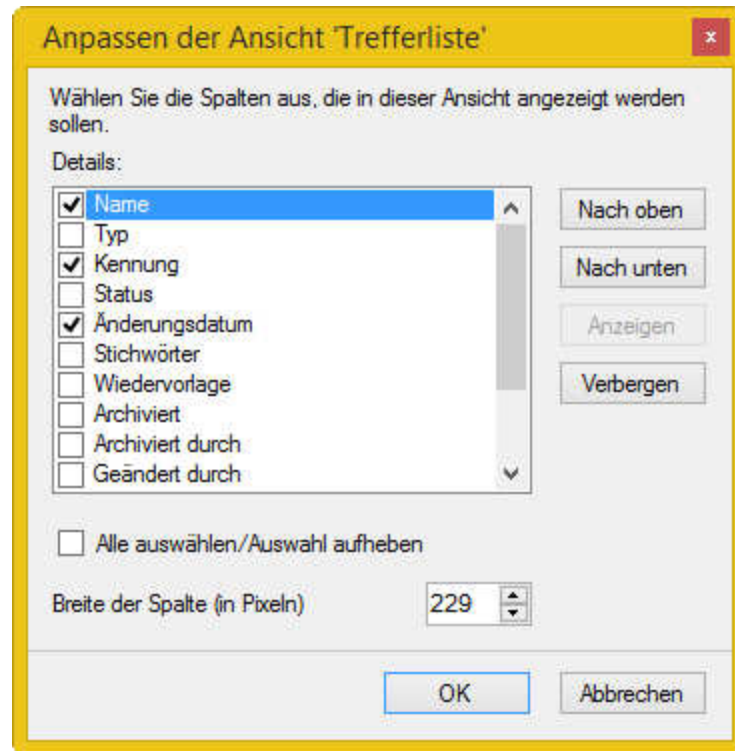 Anpassen der Ansicht 'Trefferliste'
x
Wählen Sie die Spalten aus, die in dieser Ansicht angezeigt werden
sollen.
Details:
Name
Typ
Kennung
Status
Änderungsdatum
Stichwörter
Wiedervorlage
Archiviert
Archiviert durch
Geändert durch
Nach oben
Nach unten
Anzeigen
Verbergen
Alle auswählen/Auswahl aufheben
Breite der Spalte (in Pixeln)
229
OK
Abbrechen